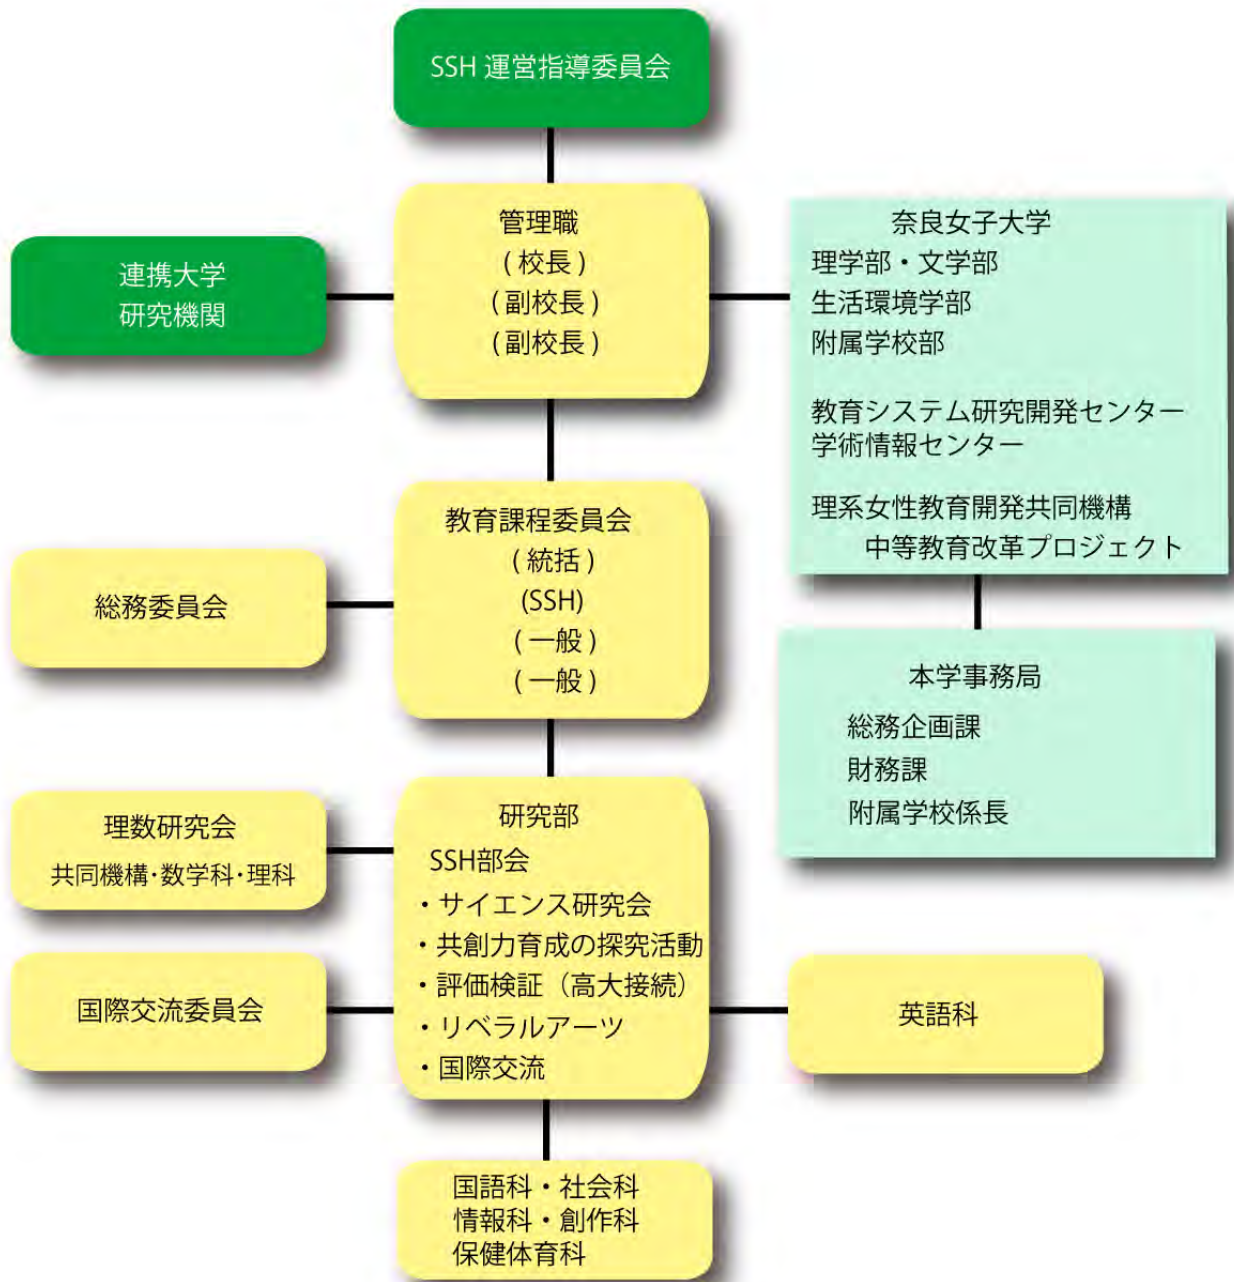 SSH 運営指導委員会
管理職
( 校長 )
( 副校長 )
( 副校長 )
連携大学
研究機関
奈良女子大学
理学部・文学部
生活環境学部
附属学校部
教育システム研究開発センター
学術情報センター
理系女性教育開発共同機構
中等教育改革プロジェクト
教育課程委員会
( 統括 )
(SSH)
( 一般 )
( 一般 )
総務委員会
本学事務局
総務企画課
財務課
附属学校係長
研究部
SSH部会
・サイエンス研究会
・共創力育成の探究活動
・評価検証（高大接続）
・リベラルアーツ
・国際交流
理数研究会
共同機構・数学科・理科
国際交流委員会
英語科
国語科・社会科
情報科・創作科
保健体育科